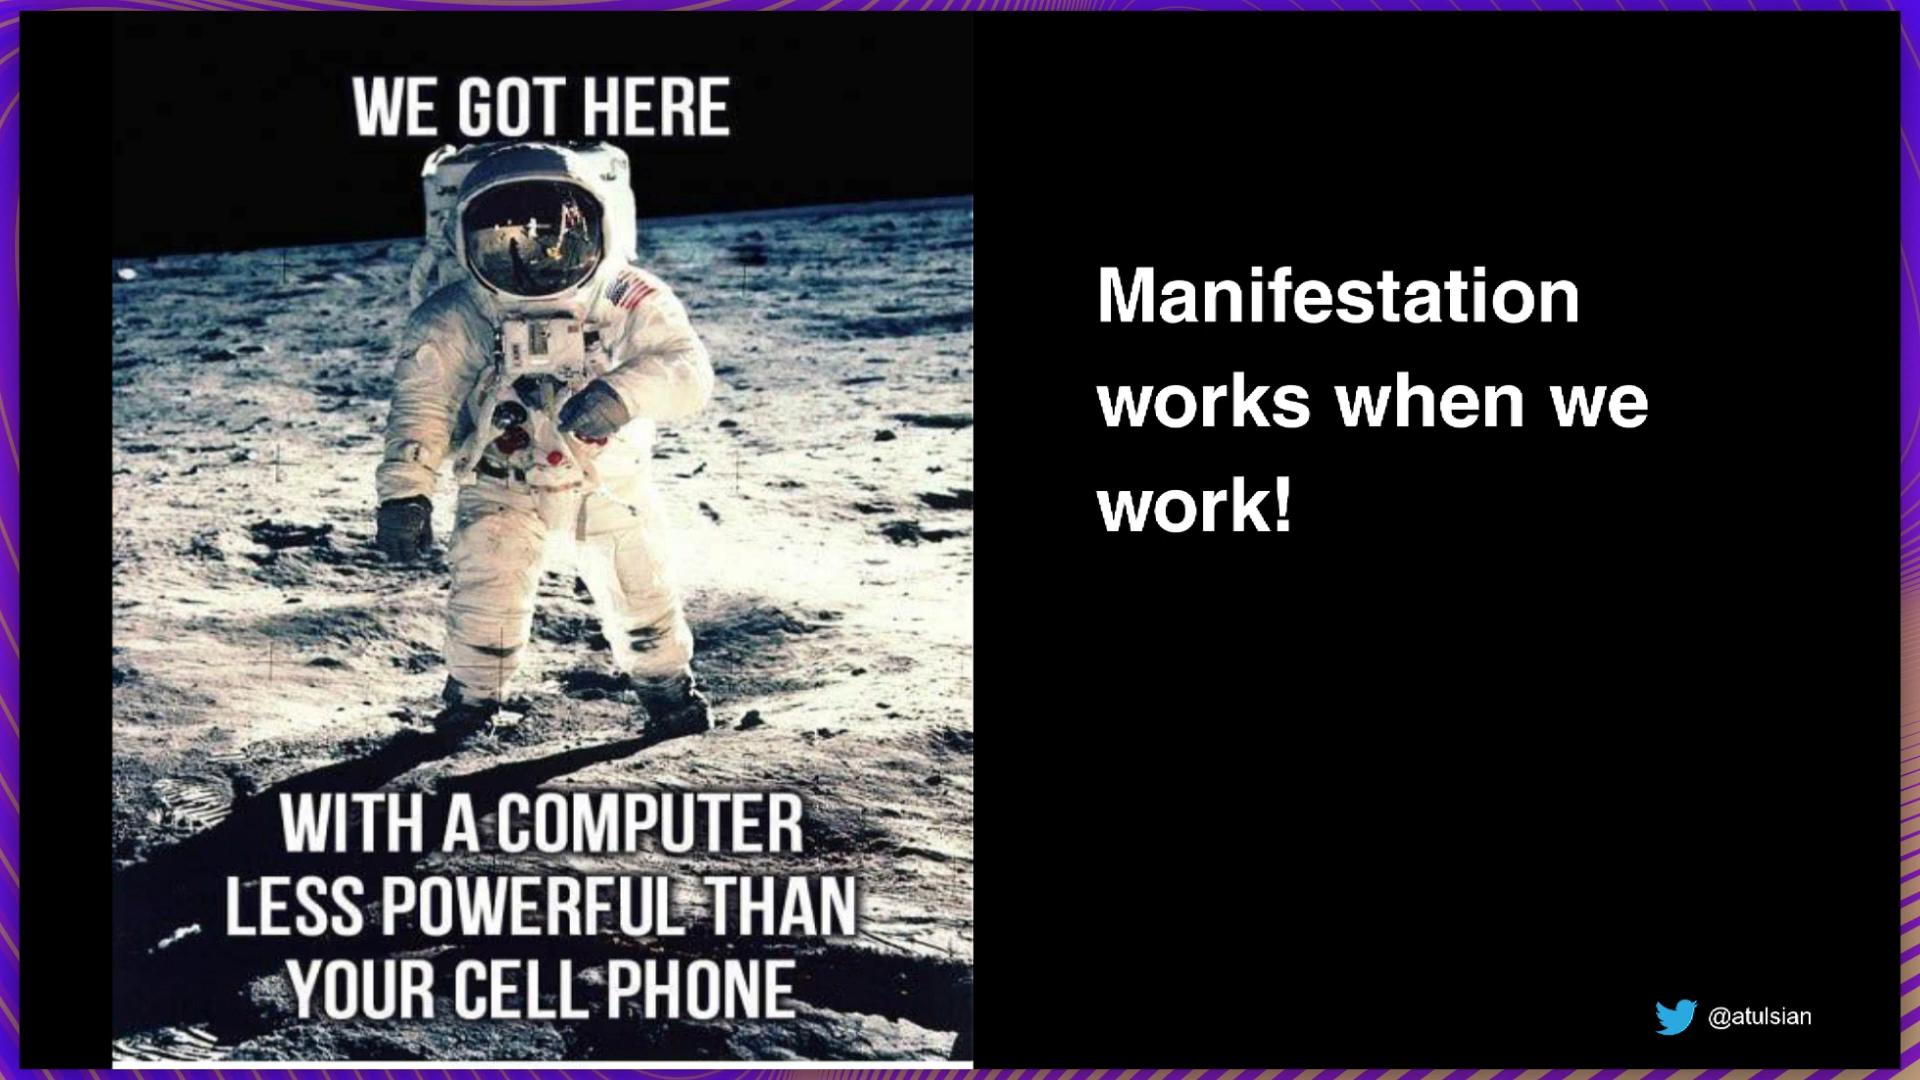 WE GOT HERE
WITH A COMPUTER
LESS POWERFUL THAN
YOUR CELL PHONE
Manifestation
works when we
work!
@atulsian